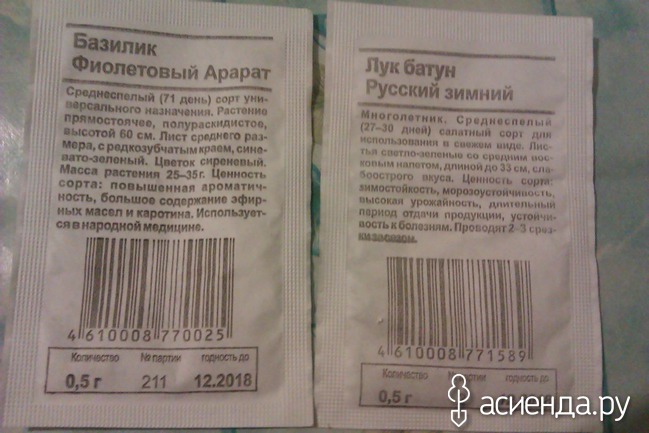 Базилик
Фиолетовый Арарат
Среднеспелый (71 день) сорт уни-
версального назначения. Растение
прямостоячее, полураскидистое,
высотой 60 см. Лист среднего раз-
мера, с редкозубчатым краем, сине-
вато-зеленый. Цветок сиреневый.
Масса растения 25–35г. Ценность
сорта: повышенная ароматич-
ность, большое содержание эфир-
ных масел и каротина. Использует-
ся в народной медицине.
4 610008 770025
Количество № партии годность до
0,5 г 211 12.2018
Лук батун
Русский зимний
Многолетник. Среднеспелый
(27–30 дней) салатный сорт для
использования в свежем виде. Лис-
тья светло-зеленые со средним вос-
ковым налетом, длиной до 33 см, сла-
боострого вкуса. Ценность сорта:
зимостойкость, морозоустойчивость,
высокая урожайность, длительный
период отдачи продукции, устойчи-
вость к болезням. Проводят 2–3 срез-
ки за сезон.
4 610008 771589
Количество № партии годность до
0,5 г
асиенда.ру